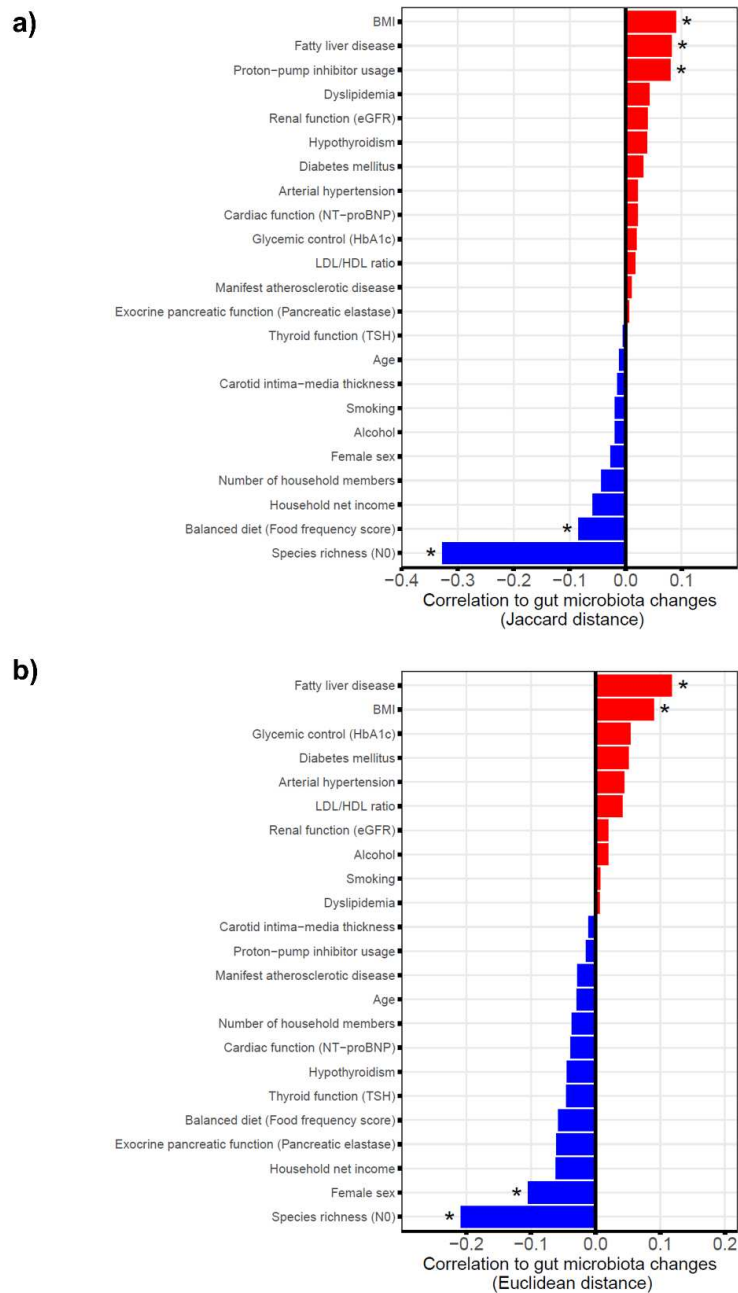 a)
BMI
*
Fatty liver disease
*
Proton-pump inhibitor usage
*
Dyslipidemia
Renal function (eGFR)
Hypothyroidism
Diabetes mellitus
Arterial hypertension
Cardiac function (NT-proBNP)
Glycemic control (HbA1c)
LDL/HDL ratio
Manifest atherosclerotic disease
Exocrine pancreatic function (Pancreatic elastase)
Thyroid function (TSH)
Age
Carotid intima-media thickness
Smoking
Alcohol
Female sex
Number of household members
Household net income
Balanced diet (Food frequency score)
*
Species richness (N0)
*
−0.4 −0.3 −0.2 −0.1 0.0 0.1
Correlation to gut microbiota changes
(Jaccard distance)
b)
Fatty liver disease
*
BMI
*
Glycemic control (HbA1c)
Diabetes mellitus
Arterial hypertension
LDL/HDL ratio
Renal function (eGFR)
Alcohol
Smoking
Dyslipidemia
Carotid intima-media thickness
Proton-pump inhibitor usage
Manifest atherosclerotic disease
Age
Number of household members
Cardiac function (NT-proBNP)
Hypothyroidism
Thyroid function (TSH)
Balanced diet (Food frequency score)
Exocrine pancreatic function (Pancreatic elastase)
Household net income
Female sex
*
Species richness (N0)
*
−0.2 −0.1 0.0 0.1 0.2
Correlation to gut microbiota changes
(Euclidean distance)